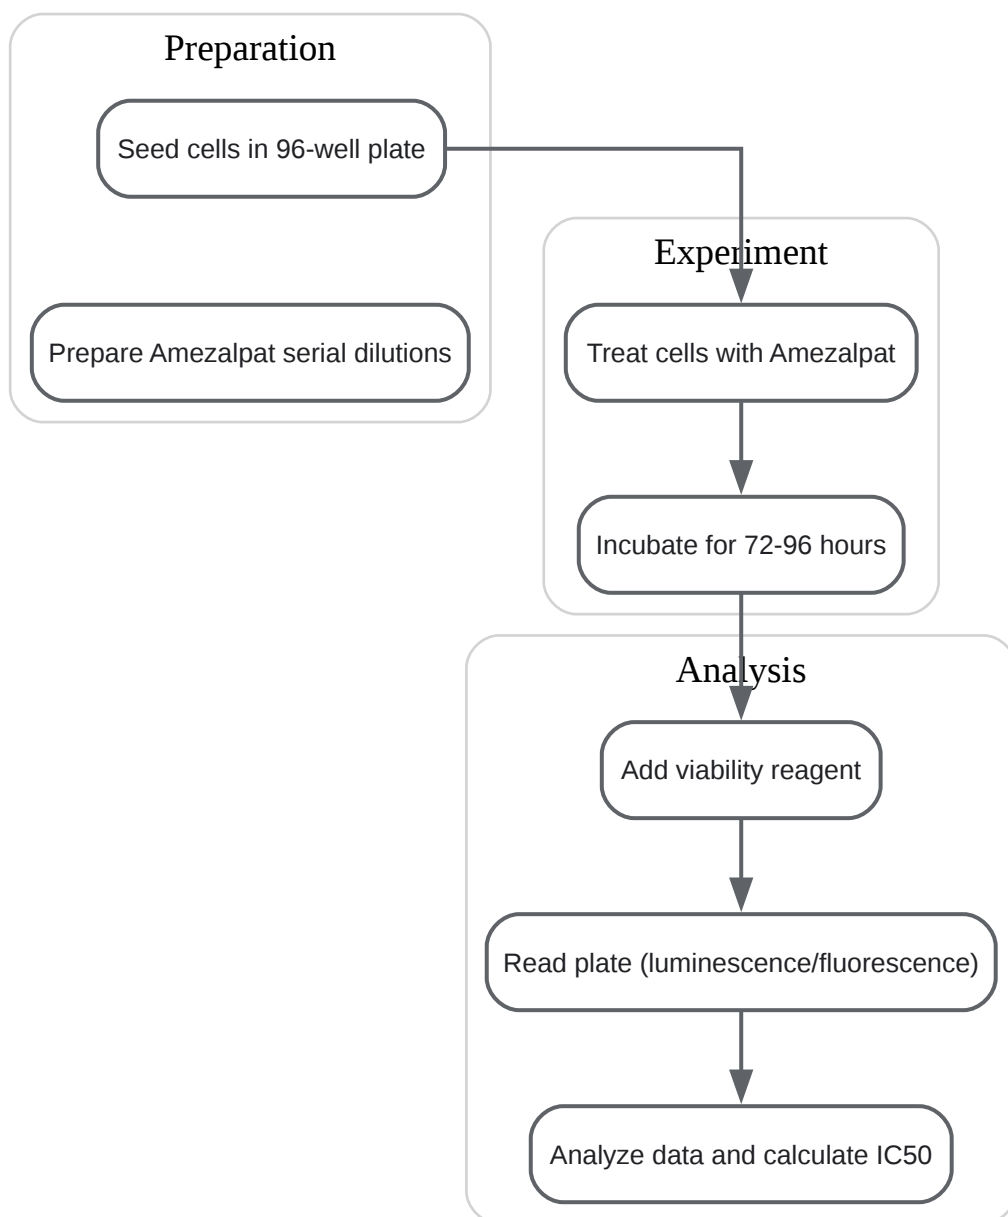 Preparation
Seed cells in 96-well plate
Prepare Amezalpat serial dilutions
Experiment
Treat cells with Amezalpat
Incubate for 72-96 hours
Analysis
Add viability reagent
Read plate (luminescence/fluorescence)
Analyze data and calculate IC50